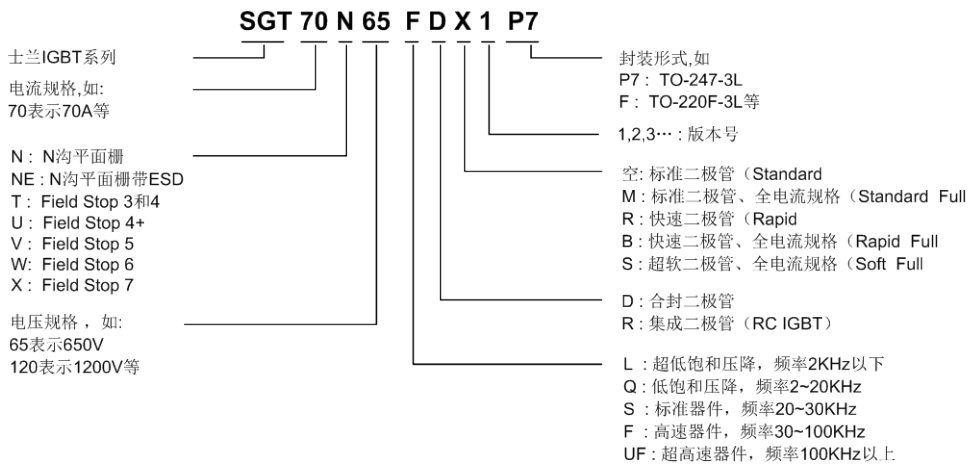 SGT 70 N 65 F D X 1 P7
士兰IGBT系列
电流规格,如:
70表示70A等
N： N沟平面栅
NE：N沟平面栅带ESD
T： Field Stop 3和4
U： Field Stop 4+
V： Field Stop 5
W: Field Stop 6
X： Field Stop 7
电压规格 ，如:
65表示650V
120表示1200V等
封装形式,如
P7： TO-247-3L
F： TO-220F-3L等
1,2,3…：版本号
空: 标准二极管（Standard
M：标准二极管、全电流规格（Standard Full
R：快速二极管（Rapid
B：快速二极管、全电流规格（Rapid Full
S：超软二极管、全电流规格（Soft Full
D：合封二极管
R：集成二极管（RC IGBT）
L：超低饱和压降，频率2KHz以下
Q：低饱和压降，频率2~20KHz
S：标准器件，频率20~30KHz
F：高速器件，频率30~100KHz
UF：超高速器件，频率100KHz以上